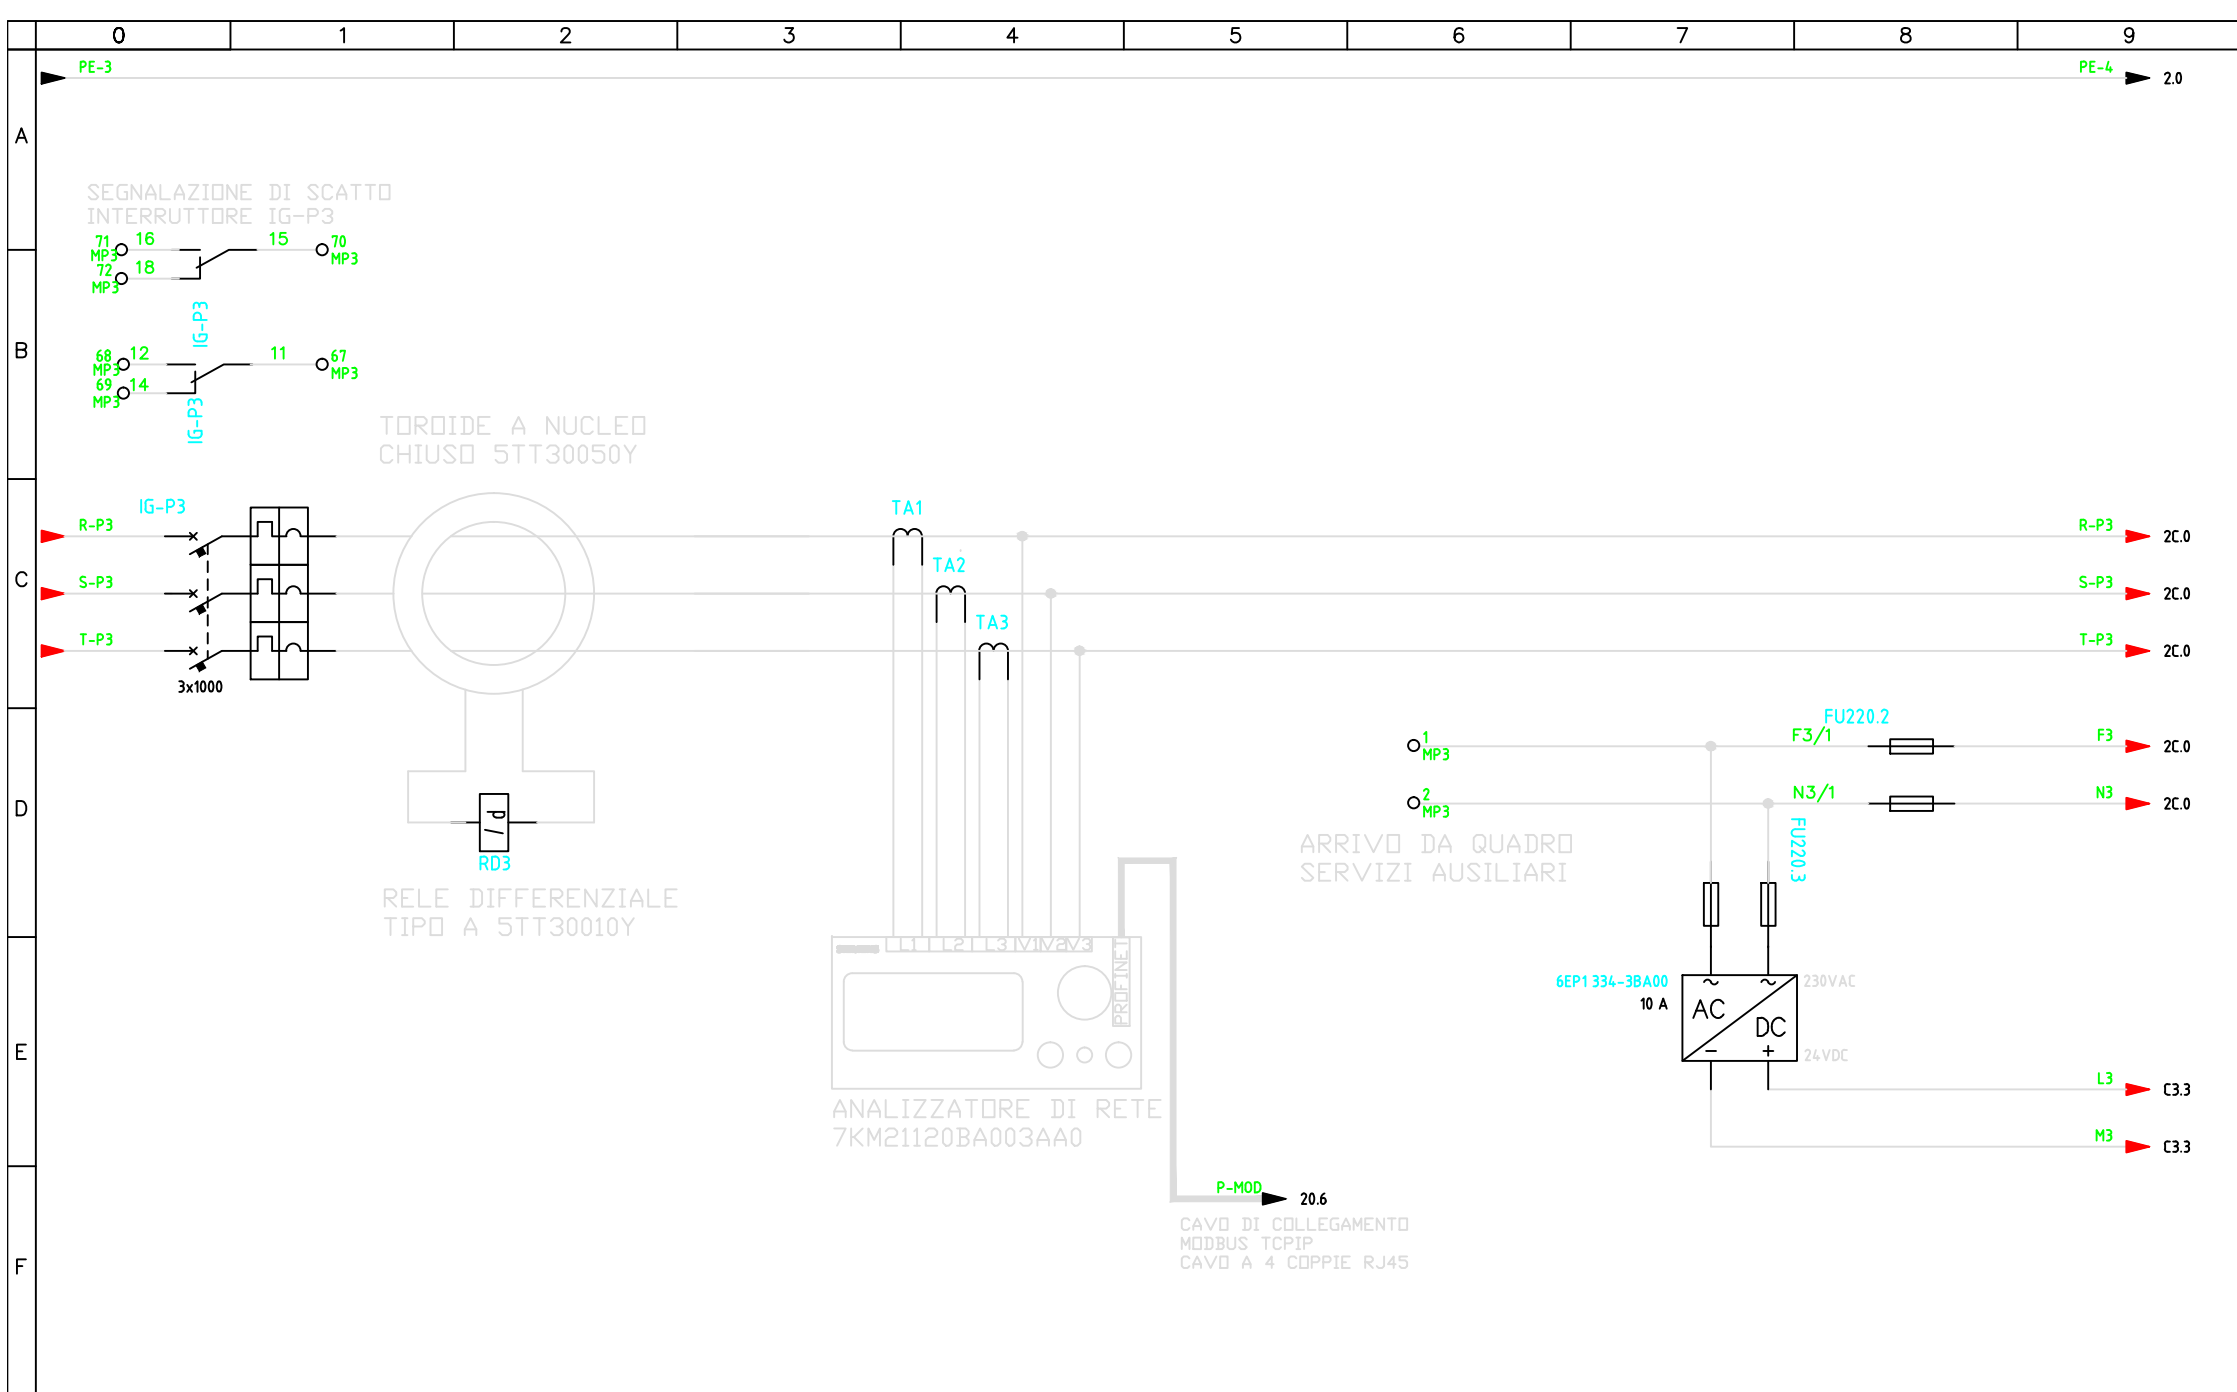 0 1 2 3 4 5 6 7 8 9
PE-3
PE-4
2.0
A
SEGNALAZIONE DI SCATTO
INTERRUTTORE IG-P3
71
MP3
16
15
70
MP3
72
MP3
18
IG-P3
B
68
MP3
12
11
67
MP3
69
MP3
14
IG-P3
TOROIDE A NUCLEO
CHIUSO 5TT30050Y
IG-P3
TA1
R-P3
R-P3
2C.0
TA2
C
S-P3
S-P3
2C.0
TA3
T-P3
T-P3
2C.0
3x1000
FU220.2
1
MP3
F3/1
F3
2C.0
D
2
MP3
N3/1
N3
2C.0
FU220.3
RD3
ARRIVO DA QUADRO
SERVIZI AUSILIARI
RELE DIFFERENZIALE
TIPO A 5TT30010Y
L1 L2 L3 V1 V2 V3
PROFINET
6EP1 334-3BA00
10 A
230VAC
AC
DC
24VDC
E
L3
C3.3
ANALIZZATORE DI RETE
7KM21120BA003AA0
M3
C3.3
P-MOD
20.6
CAVO DI COLLEGAMENTO
MODBUS TCPIP
CAVO A 4 COPPIE RJ45
F